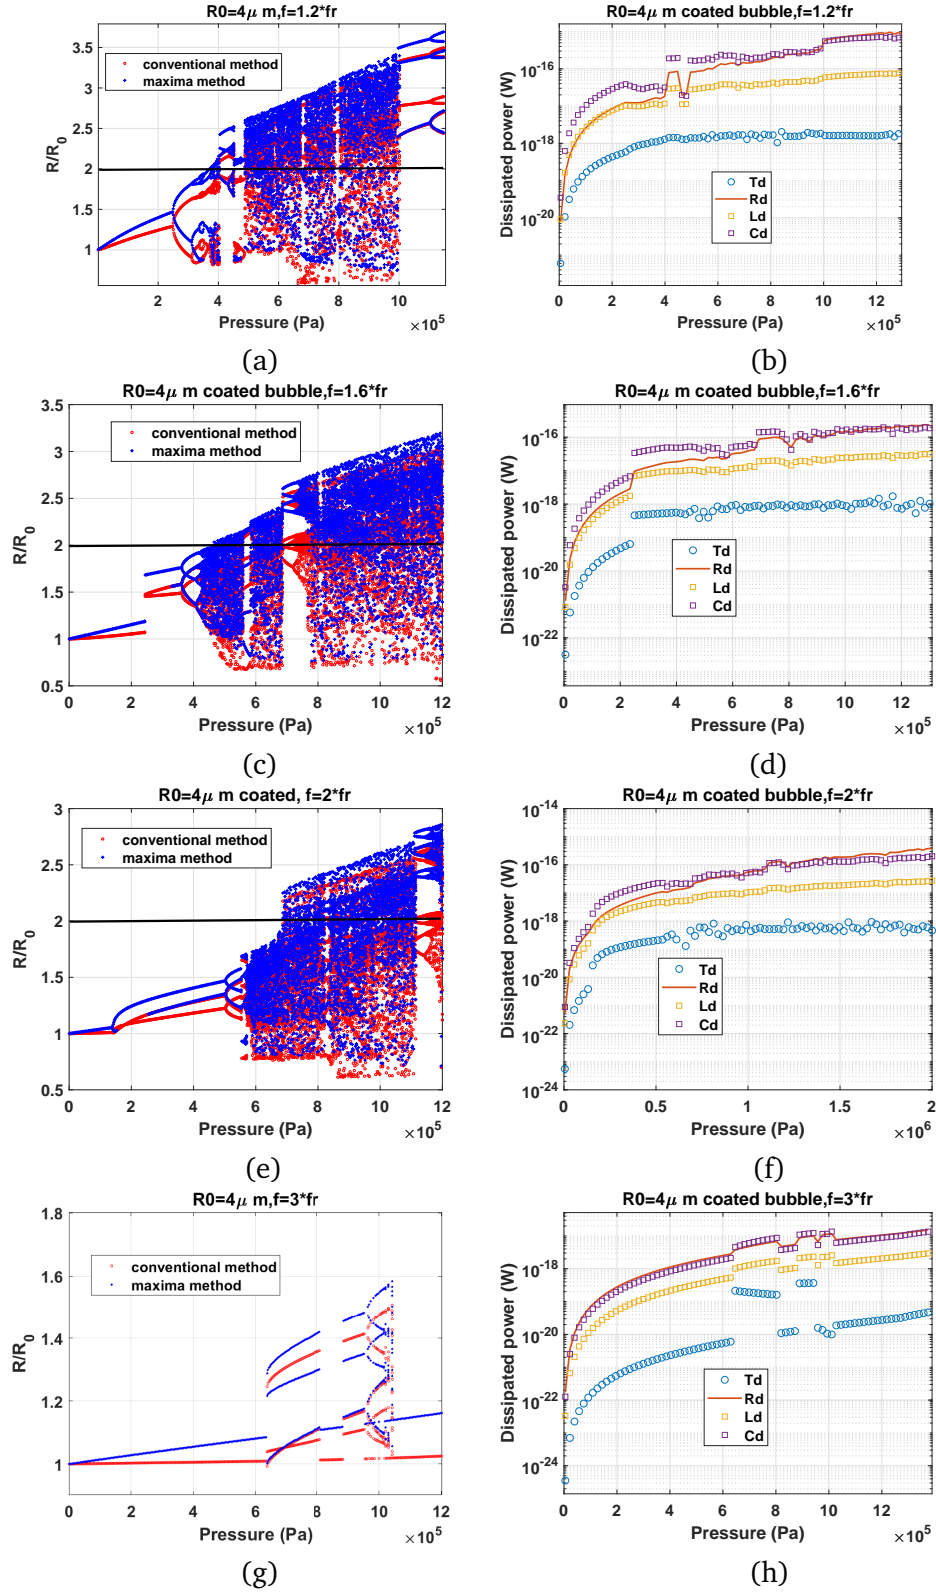 R0=4μ m,f=1.2*fr
R/R0
3.5
3
2.5
2
1.5
1
conventional method
maxima method
2 4 6 8 10
Pressure (Pa)
×10^5
(a)
R0=4μ m coated bubble,f=1.2*fr
Dissipated power (W)
10^-16
10^-18
10^-20
Td
Rd
Ld
Cd
0 2 4 6 8 10 12
Pressure (Pa)
×10^5
(b)
R0=4μ m coated bubble,f=1.6*fr
R/R0
3.5
3
2.5
2
1.5
1
0.5
conventional method
maxima method
0 2 4 6 8 10 12
Pressure (Pa)
×10^5
(c)
R0=4μ m coated bubble,f=1.6*fr
Dissipated power (W)
10^-16
10^-18
10^-20
10^-22
Td
Rd
Ld
Cd
0 2 4 6 8 10 12
Pressure (Pa)
×10^5
(d)
R0=4μ m coated, f=2*fr
R/R0
3
2.5
2
1.5
1
0.5
conventional method
maxima method
0 2 4 6 8 10 12
Pressure (Pa)
×10^5
(e)
R0=4μ m coated bubble,f=2*fr
Dissipated power (W)
10^-14
10^-16
10^-18
10^-20
10^-22
10^-24
Td
Rd
Ld
Cd
0 0.5 1 1.5 2
Pressure (Pa)
×10^6
(f)
R0=4μ m,f=3*fr
R/R0
1.8
1.6
1.4
1.2
1
conventional method
maxima method
0 2 4 6 8 10 12
Pressure (Pa)
×10^5
(g)
R0=4μ m coated bubble,f=3*fr
Dissipated power (W)
10^-16
10^-18
10^-20
10^-22
10^-24
Td
Rd
Ld
Cd
0 2 4 6 8 10 12
Pressure (Pa)
×10^5
(h)